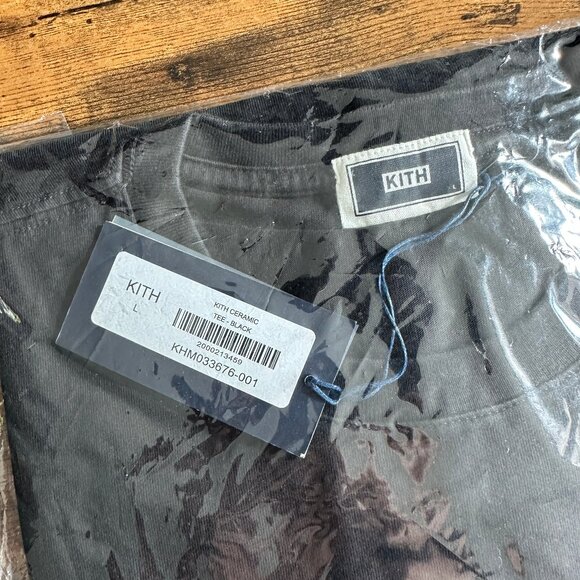 KITH
L
KITH
L
KITH CERAMIC
TEE - BLACK
2000213459
KHM033676-001